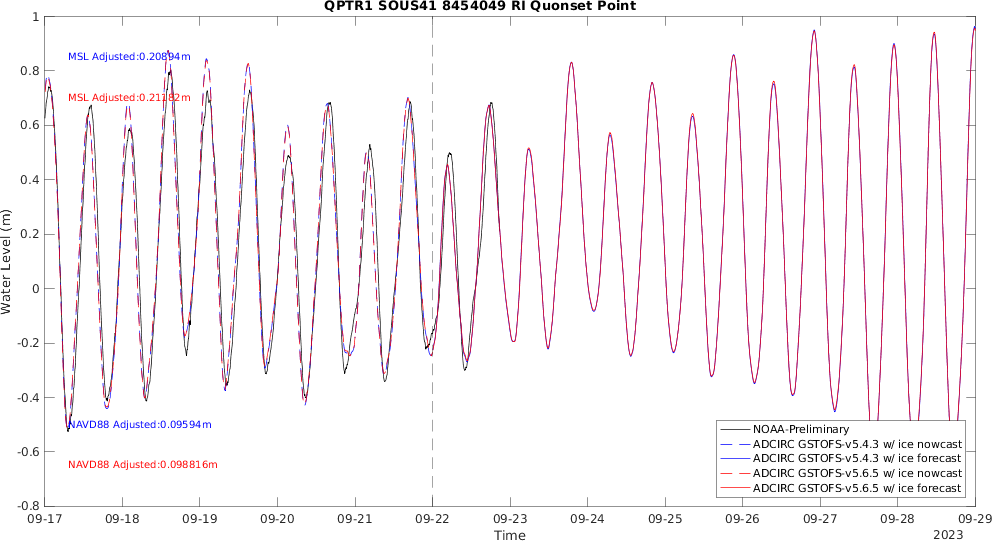 QPTR1 SOUS41 8454049 RI Quonset Point
1
0.8
0.6
0.4
0.2
0
-0.2
-0.4
-0.6
-0.8
Water Level (m)
MSL Adjusted:0.20894m
MSL Adjusted:0.21182m
NAVD88 Adjusted:0.09594m
NAVD88 Adjusted:0.098816m
NOAA-Preliminary
ADCIRC GSTOFS-v5.4.3 w/ ice nowcast
ADCIRC GSTOFS-v5.4.3 w/ ice forecast
ADCIRC GSTOFS-v5.6.5 w/ ice nowcast
ADCIRC GSTOFS-v5.6.5 w/ ice forecast
09-17 09-18 09-19 09-20 09-21 09-22 09-23 09-24 09-25 09-26 09-27 09-28 09-29
Time
2023